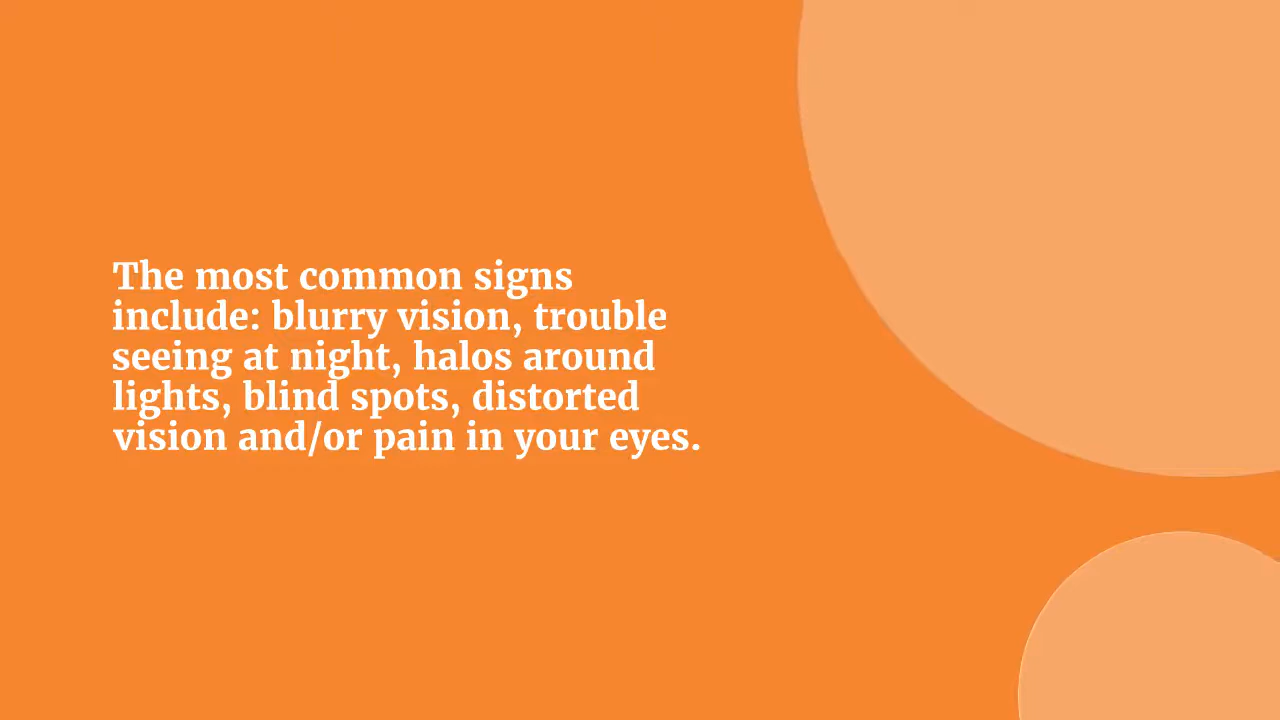 The most common signs
include: blurry vision, trouble
seeing at night, halos around
lights, blind spots, distorted
vision and/or pain in your eyes.